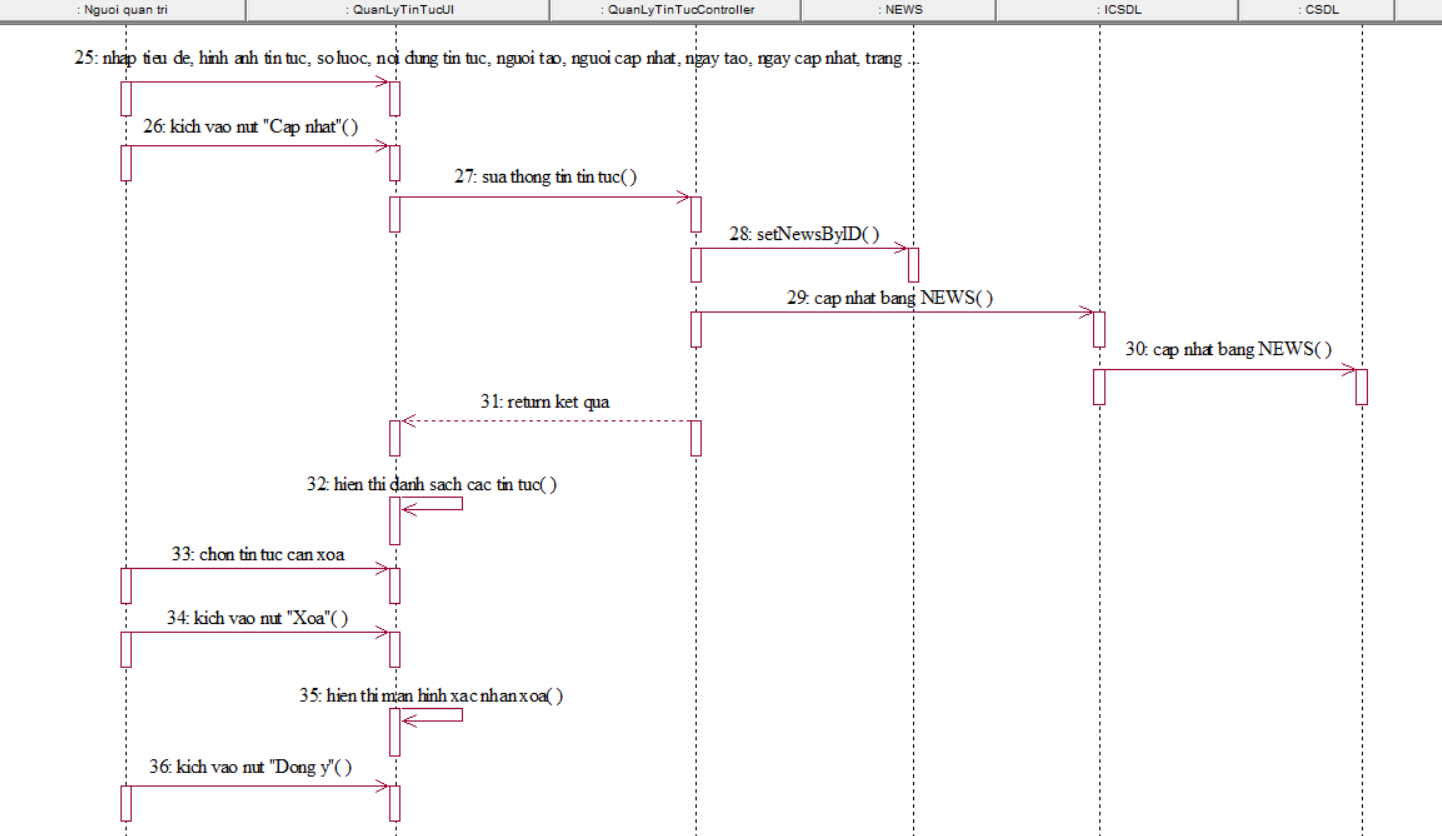 : Nguoi quan tri
: QuanLyTinTucUI
: QuanLyTinTucController
: NEWS
: ICSDL
: CSDL
25: nhap tieu de, hinh anh tin tuc, so luoc, noi dung tin tuc, nguoi tao, nguoi cap nhat, ngay tao, ngay cap nhat, trang ...
26: kich vao nut "Cap nhat"( )
27: sua thong tin tin tuc( )
28: setNewsByID( )
29: cap nhat bang NEWS( )
30: cap nhat bang NEWS( )
31: return ket qua
32: hien thi danh sach cac tin tuc( )
33: chon tin tuc can xoa
34: kich vao nut "Xoa"( )
35: hien thi man hinh xac nhan xoa( )
36: kich vao nut "Dong y"( )